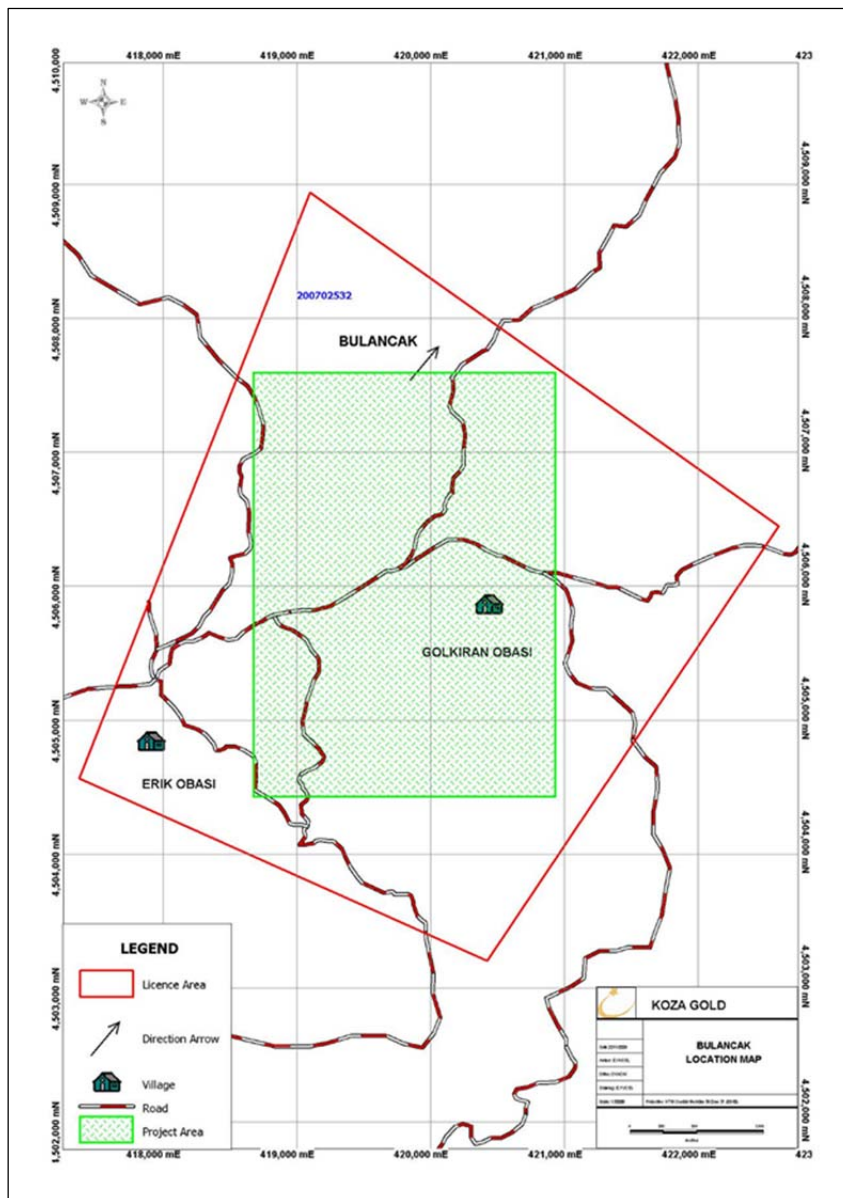 418,000 mE 419,000 mE 420,000 mE 421,000 mE 422,000 mE 423
4,510,000
N
W E
S
4,509,000 mN 4,509,000 mN
200702532
4,508,000 mN 4,508,000 mN
BULANCAK
4,507,000 mN 4,507,000 mN
4,506,000 mN 4,506,000 mN
GOLKIRAN OBASI
4,505,000 mN 4,505,000 mN
ERIK OBASI
4,504,000 mN 4,504,000 mN
LEGEND
Licence Area
4,503,000 mN 4,503,000 mN
KOZA GOLD
Direction Arrow
BULANCAK
LOCATION MAP
Village
Road
4,502,000 mN
Project Area
1,502,000 mN
418,000 mE 419,000 mE 420,000 mE 421,000 mE 422,000 mE 423